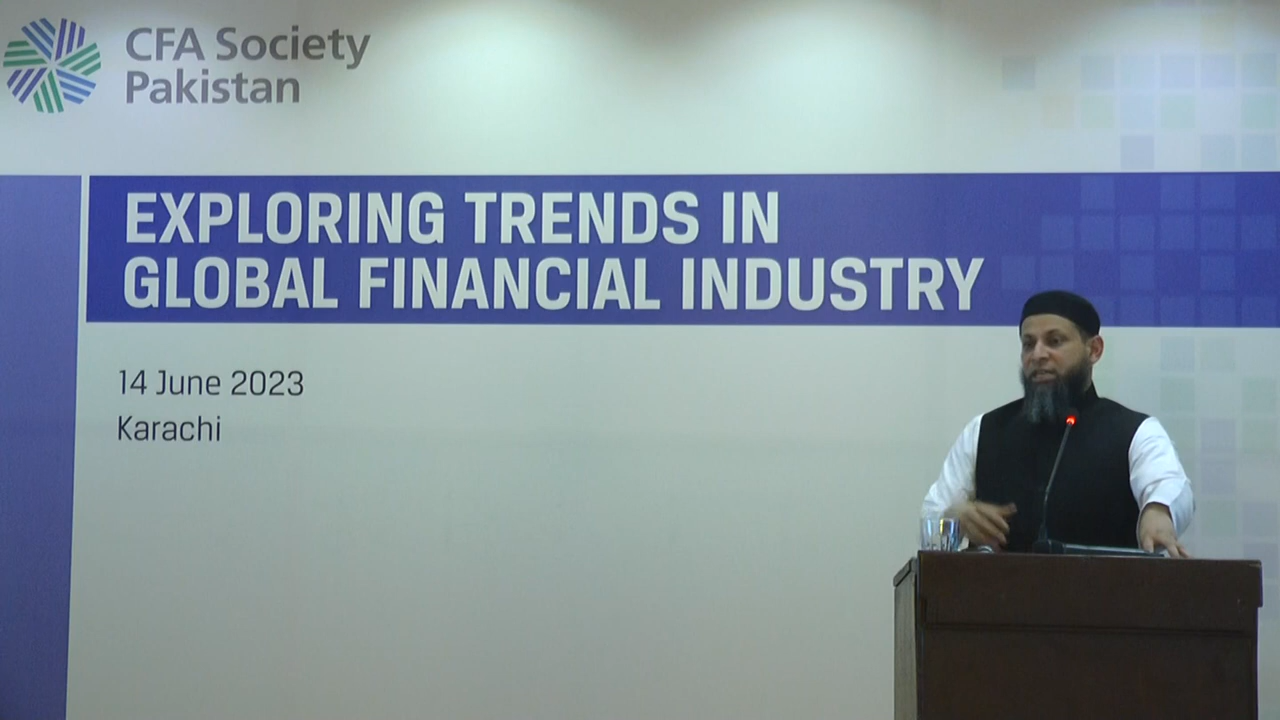 CFA Society
Pakistan
EXPLORING TRENDS IN
GLOBAL FINANCIAL INDUSTRY
14 June 2023
Karachi